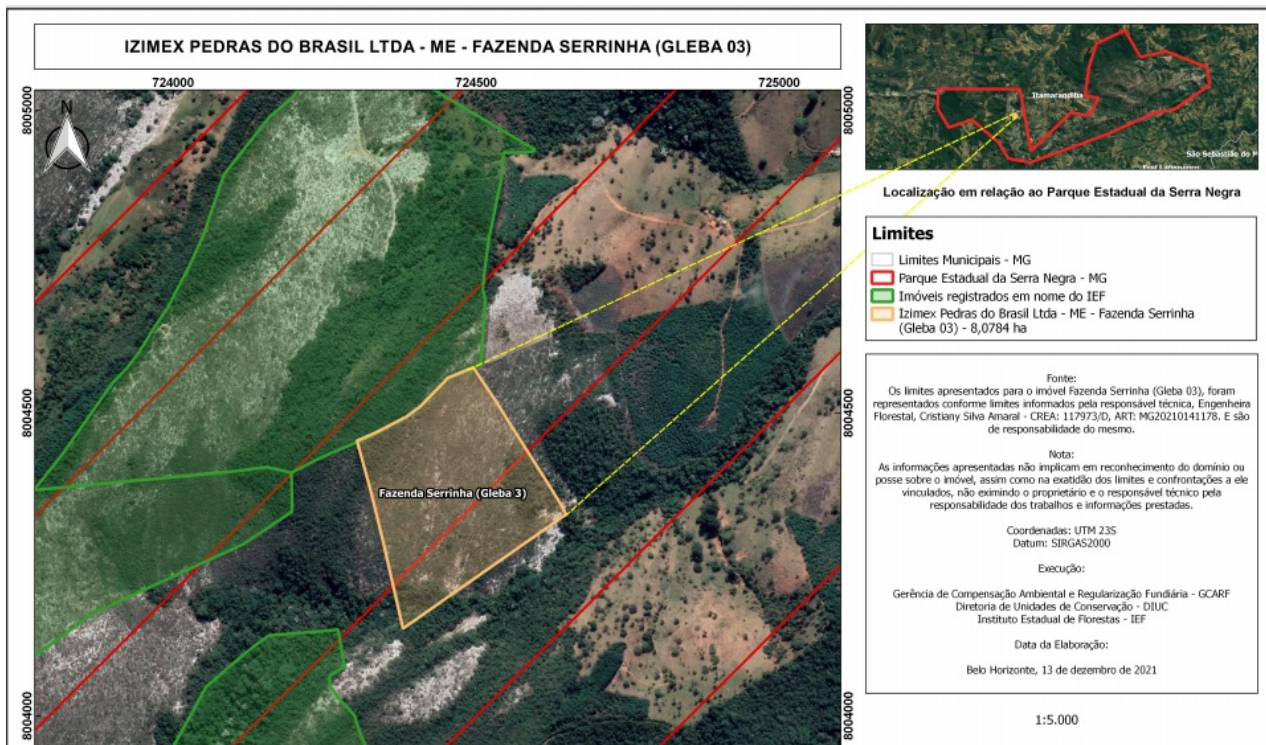 IZIMEX PEDRAS DO BRASIL LTDA - ME - FAZENDA SERRINHA (GLEBA 03)
724000
724500
725000
8005000
8005000
N
8004500
8004500
8004000
8004000
Fazenda Serrinha (Gleba 3)
Itamarandiba
São Sebastião do M
Localização em relação ao Parque Estadual da Serra Negra
Limites
Limites Municipais - MG
Parque Estadual da Serra Negra - MG
Imóveis registrados em nome do IEF
Izimex Pedras do Brasil Ltda - ME - Fazenda Serrinha
(Gleba 03) - 8,0784 ha
Fonte:
Os limites apresentados para o imóvel Fazenda Serrinha (Gleba 03), foram
representados conforme limites informados pela responsável técnica, Engenheira
Florestal, Cristiany Silva Amaral - CREA: 117973/D, ART: MG20210141178. E são
de responsabilidade do mesmo.
Nota:
As informações apresentadas não implicam em reconhecimento do domínio ou
posse sobre o imóvel, assim como na exatidão dos limites e confrontações a ele
vinculados, não eximindo o proprietário e o responsável técnico pela
responsabilidade dos trabalhos e informações prestadas.
Coordenadas: UTM 23S
Datum: SIRGAS2000
Execução:
Gerência de Compensação Ambiental e Regularização Fundiária - GCARF
Diretoria de Unidades de Conservação - DIUC
Instituto Estadual de Florestas - IEF
Data da Elaboração:
Belo Horizonte, 13 de dezembro de 2021
1:5.000